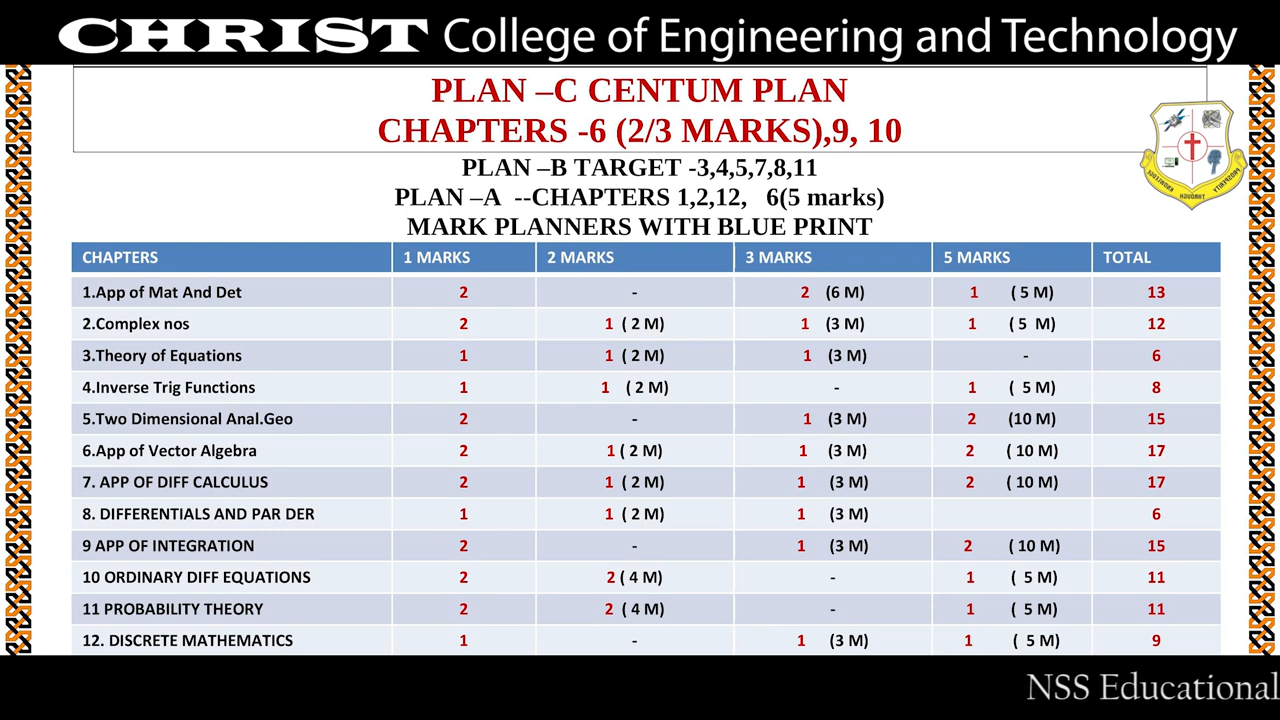 CHRIST College of Engineering and Technology
PLAN –C CENTUM PLAN
CHAPTERS -6 (2/3 MARKS),9, 10
PLAN –B TARGET -3,4,5,7,8,11
PLAN –A --CHAPTERS 1,2,12, 6(5 marks)
MARK PLANNERS WITH BLUE PRINT
CHAPTERS 1 MARKS 2 MARKS 3 MARKS 5 MARKS TOTAL
1.App of Mat And Det 2 - 2 (6 M) 1 ( 5 M) 13
2.Complex nos 2 1 ( 2 M) 1 (3 M) 1 ( 5 M) 12
3.Theory of Equations 1 1 ( 2 M) 1 (3 M) - 6
4.Inverse Trig Functions 1 1 ( 2 M) - 1 ( 5 M) 8
5.Two Dimensional Anal.Geo 2 - 1 (3 M) 2 (10 M) 15
6.App of Vector Algebra 2 1 ( 2 M) 1 (3 M) 2 ( 10 M) 17
7. APP OF DIFF CALCULUS 2 1 ( 2 M) 1 (3 M) 2 ( 10 M) 17
8. DIFFERENTIALS AND PAR DER 1 1 ( 2 M) 1 (3 M) 6
9 APP OF INTEGRATION 2 - 1 (3 M) 2 ( 10 M) 15
10 ORDINARY DIFF EQUATIONS 2 2 ( 4 M) - 1 ( 5 M) 11
11 PROBABILITY THEORY 2 2 ( 4 M) - 1 ( 5 M) 11
12. DISCRETE MATHEMATICS 1 - 1 (3 M) 1 ( 5 M) 9
PROSPERITY THROUGH KNOWLEDGE
NSS Educational